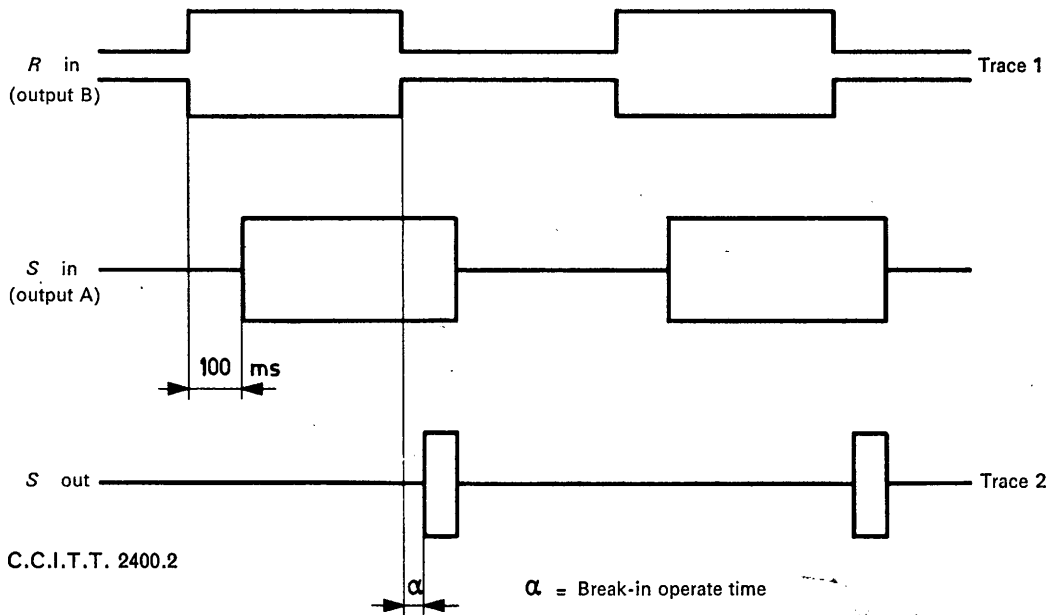 R in
(output B)
Trace 1
S in
(output A)
100 ms
S out
Trace 2
C.C.I.T.T. 2400.2
α
α = Break-in operate time